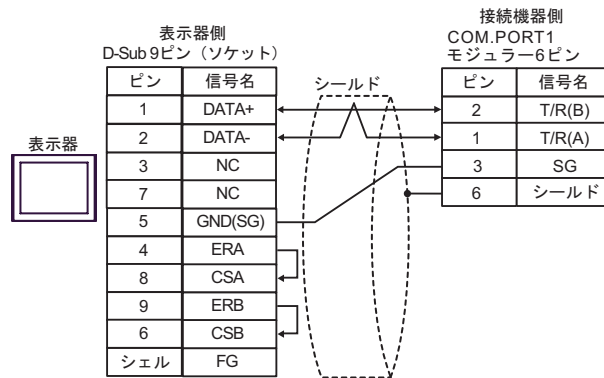 表示器側
D-Sub 9ピン（ソケット）
ピン 信号名
1 DATA+
2 DATA-
3 NC
7 NC
5 GND(SG)
4 ERA
8 CSA
9 ERB
6 CSB
シェル FG
表示器
シールド
接続機器側
COM.PORT1
モジュラー6ピン
ピン 信号名
2 T/R(B)
1 T/R(A)
3 SG
6 シールド